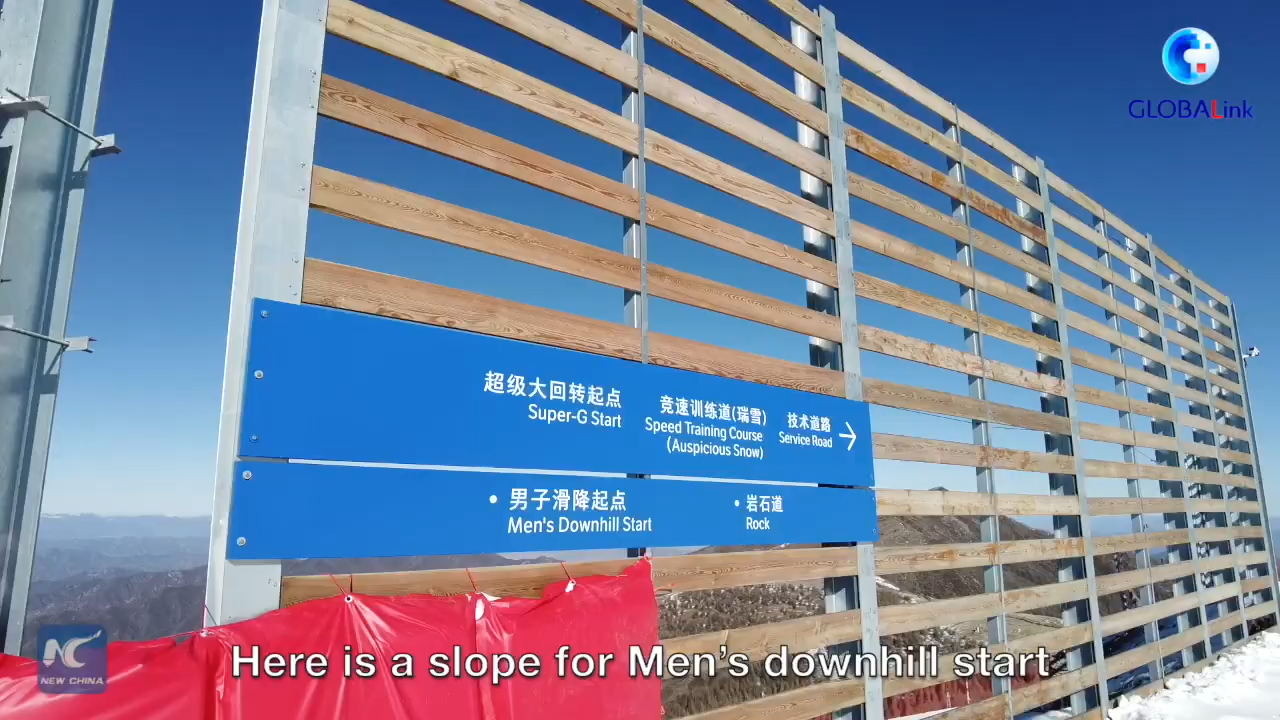 GLOBALink
超级大回转起点
Super-G Start
竞速训练道(瑞雪)
Speed Training Course
(Auspicious Snow)
技术道路
Service Road
• 男子滑降起点
Men's Downhill Start
• 岩石道
Rock
Here is a slope for Men’s downhill start
NC
NEW CHINA